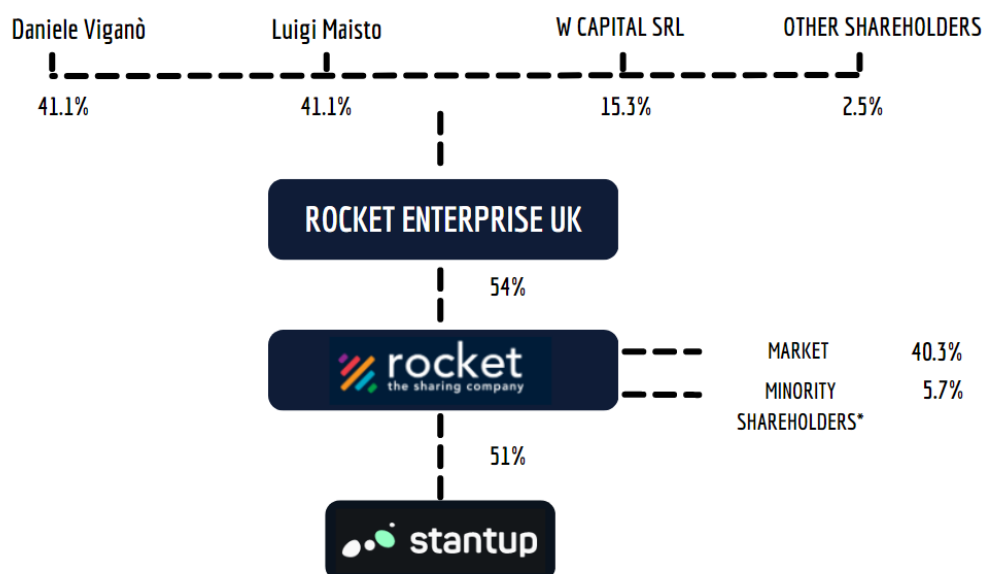 Daniele Viganò Luigi Maisto W CAPITAL SRL OTHER SHAREHOLDERS
41.1% 41.1% 15.3% 2.5%
ROCKET ENTERPRISE UK
54%
rocket
the sharing company
MARKET 40.3%
MINORITY 5.7%
SHAREHOLDERS*
51%
stantup